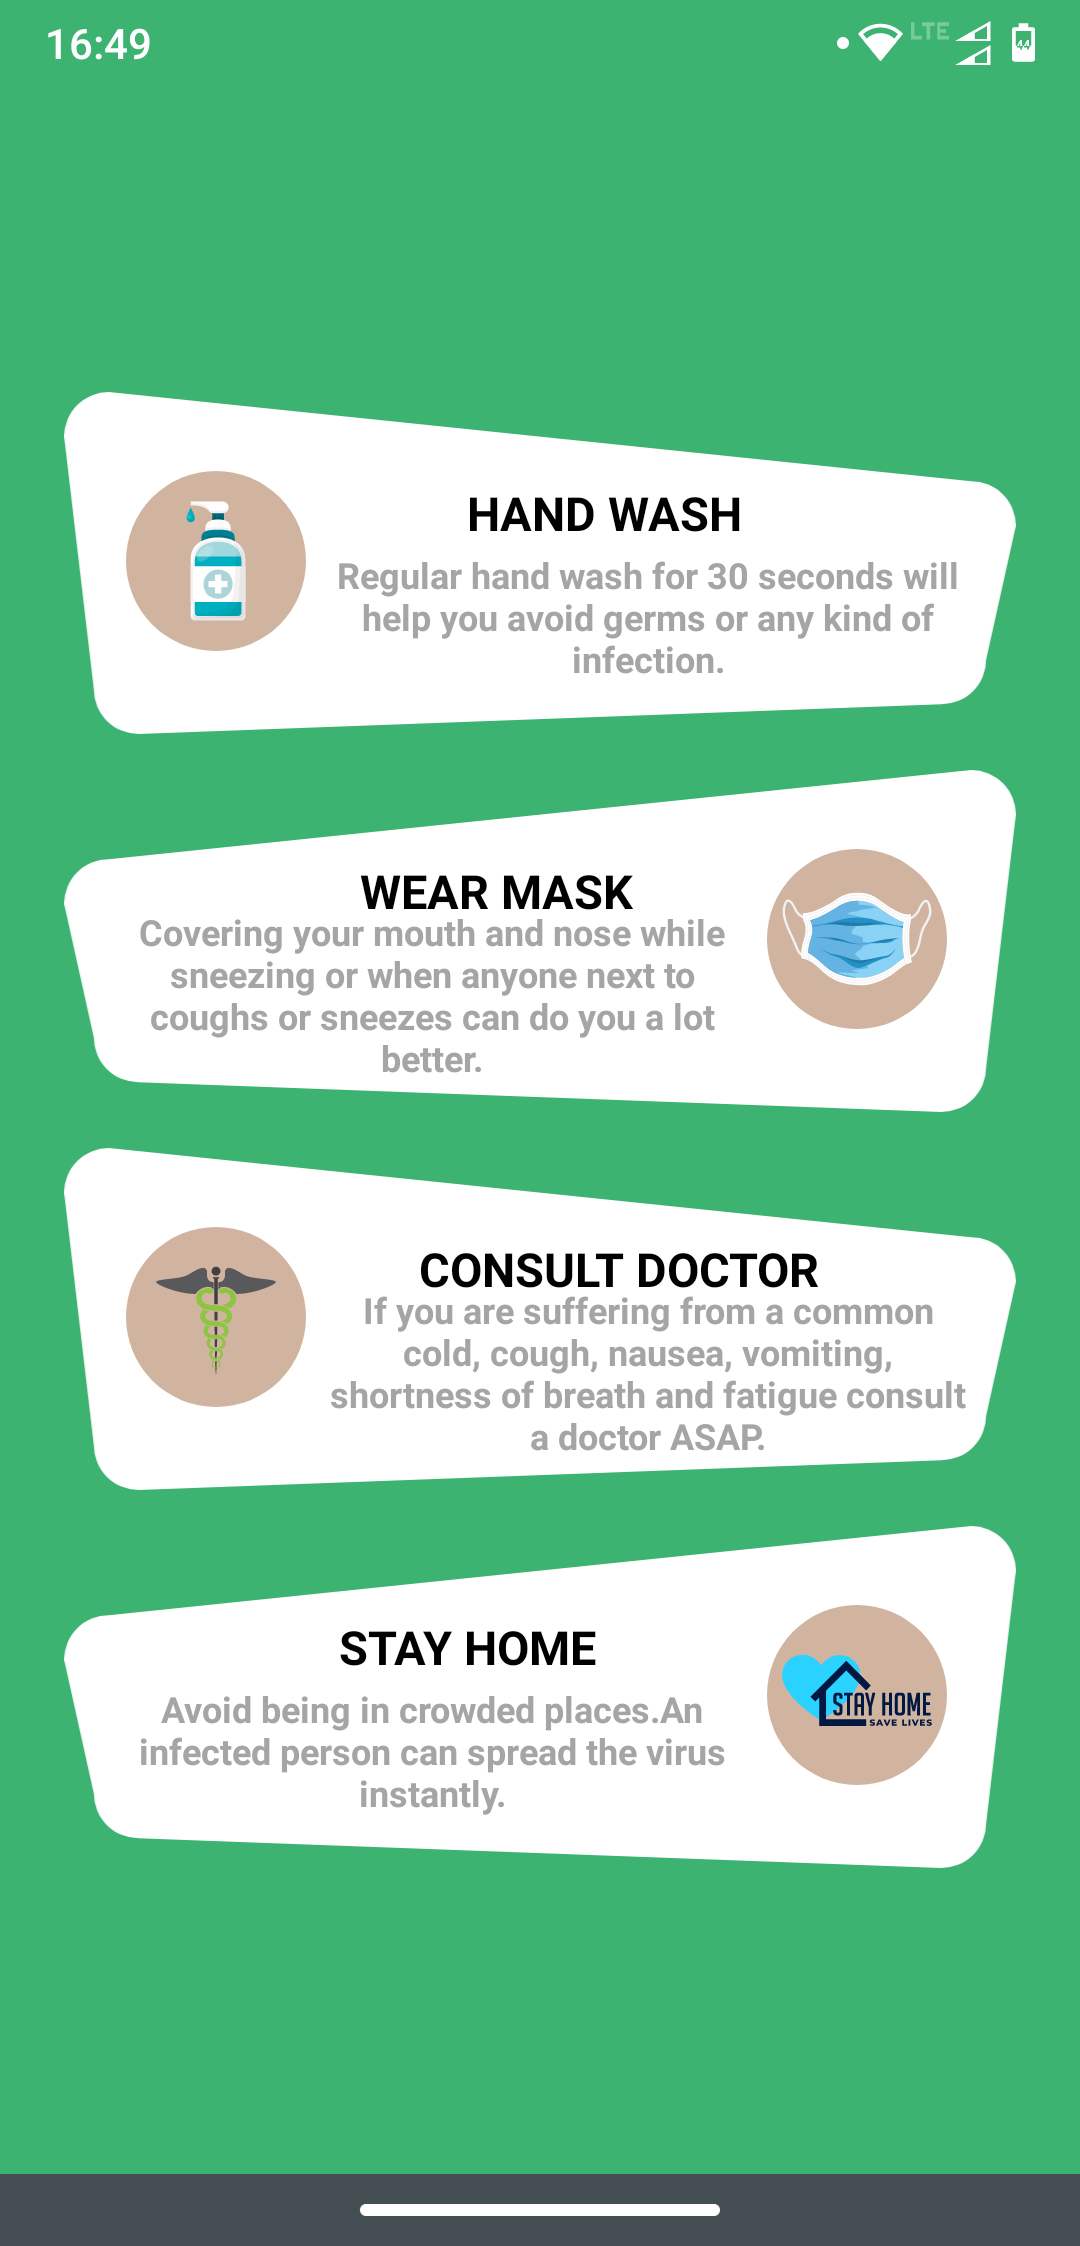 16:49
LTE
44
HAND WASH
Regular hand wash for 30 seconds will
help you avoid germs or any kind of
infection.
WEAR MASK
Covering your mouth and nose while
sneezing or when anyone next to
coughs or sneezes can do you a lot
better.
CONSULT DOCTOR
If you are suffering from a common
cold, cough, nausea, vomiting,
shortness of breath and fatigue consult
a doctor ASAP.
STAY HOME
Avoid being in crowded places.An
infected person can spread the virus
instantly.
STAY HOME
SAVE LIVES